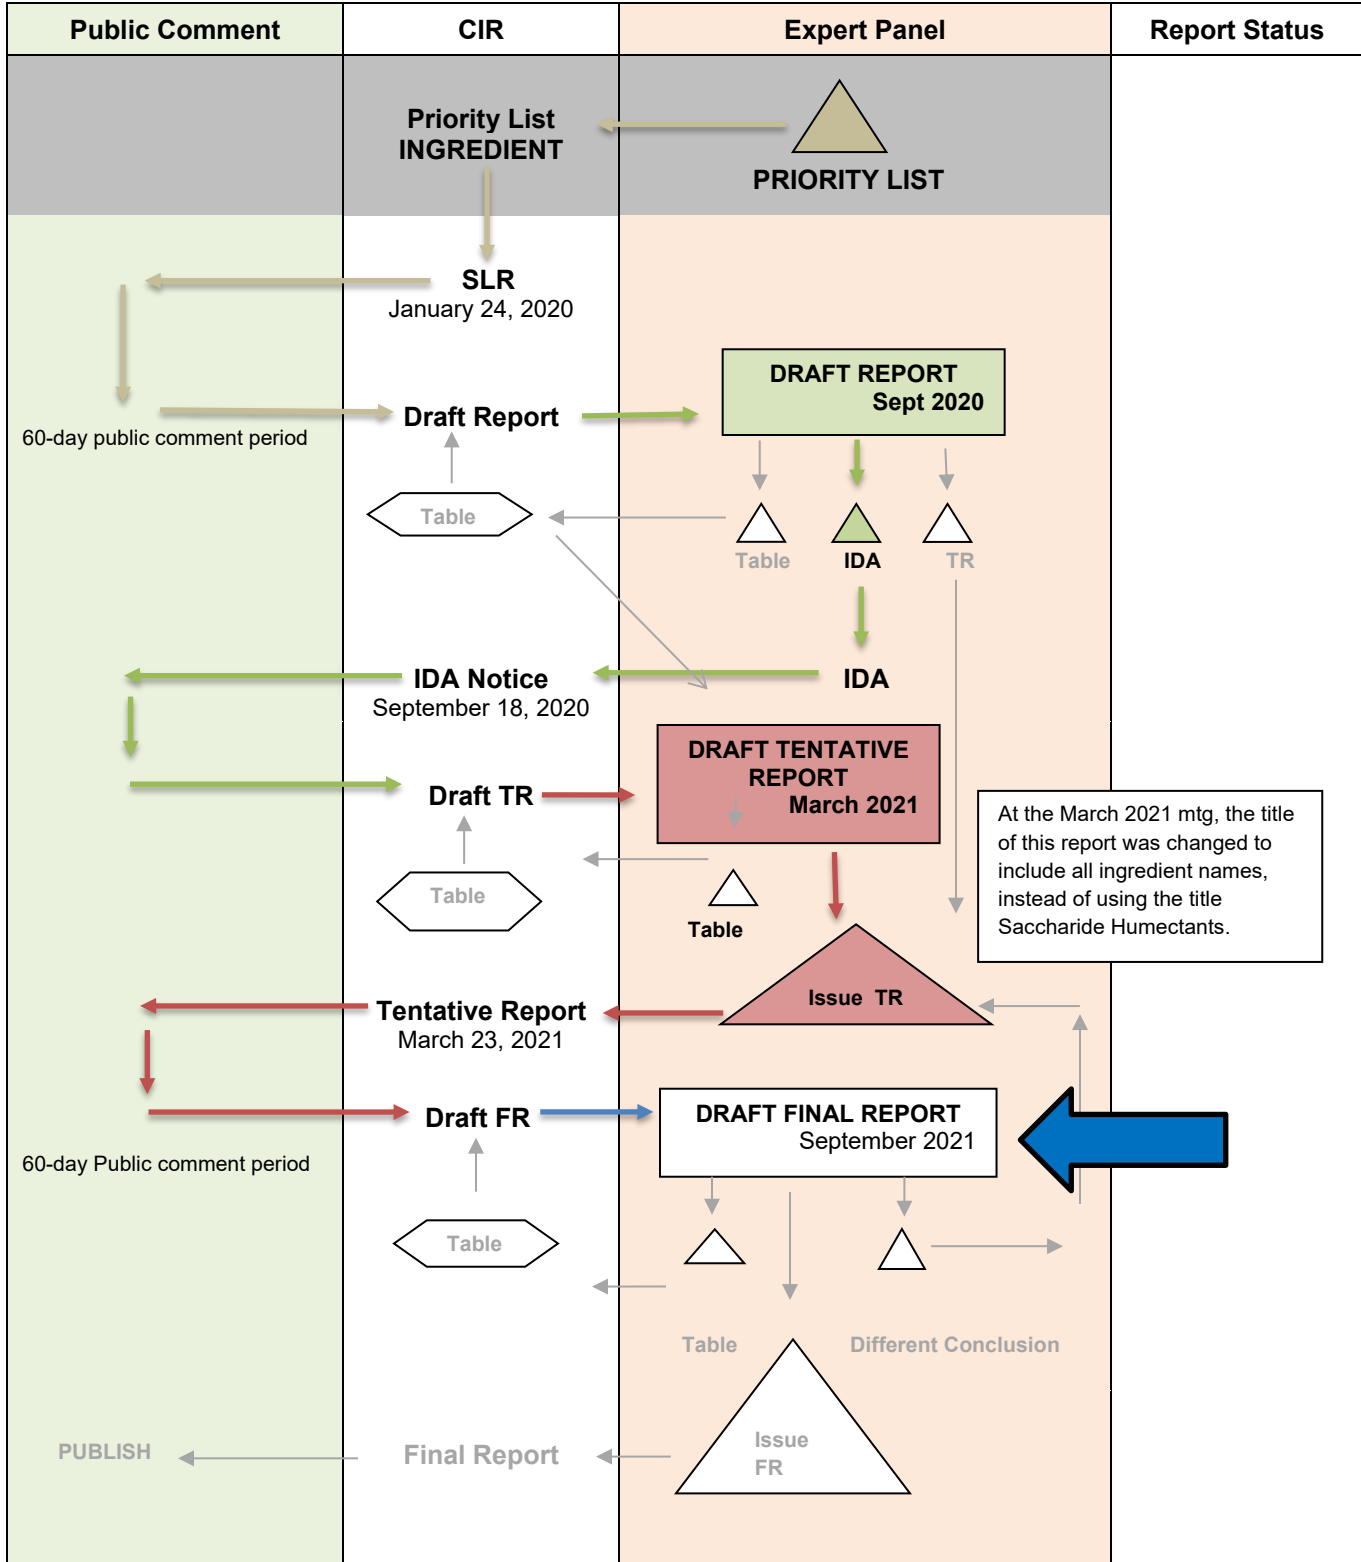 Public Comment
CIR
Expert Panel
Report Status
Priority List
INGREDIENT
PRIORITY LIST
SLR
January 24, 2020
DRAFT REPORT
Sept 2020
60-day public comment period
Draft Report
Table
Table
IDA
TR
IDA Notice
September 18, 2020
IDA
DRAFT TENTATIVE
REPORT
March 2021
Draft TR
At the March 2021 mtg, the title
of this report was changed to
include all ingredient names,
instead of using the title
Saccharide Humectants.
Table
Table
Issue TR
Tentative Report
March 23, 2021
Draft FR
DRAFT FINAL REPORT
September 2021
60-day Public comment period
Table
Table
Different Conclusion
Issue
FR
Final Report
PUBLISH